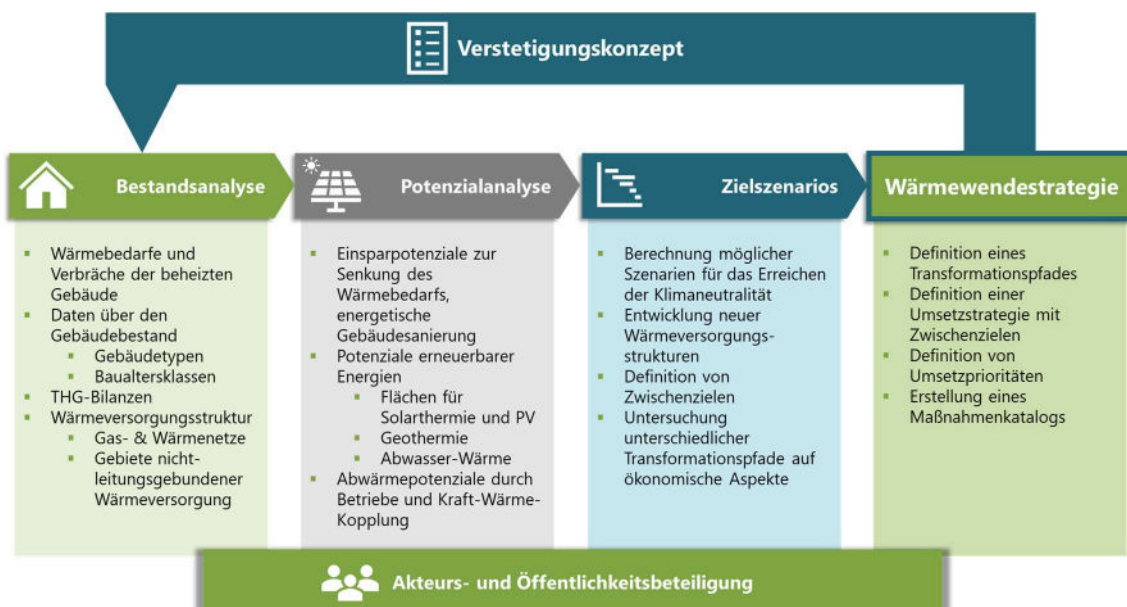 Verstetigungskonzept
Bestandsanalyse
Wärmebedarfe und
Verbräche der beheizten
Gebäude
Daten über den
Gebäudebestand
Gebäudetypen
Baualtersklassen
THG-Bilanzen
Wärmeversorgungsstruktur
Gas- & Wärmenetze
Gebiete nicht-
leitungsgebundener
Wärmeversorgung
Potenzialanalyse
Einsparpotenziale zur
Senkung des
Wärmebedarfs,
energetische
Gebäudesanierung
Potenziale erneuerbarer
Energien
Flächen für
Solarthermie und PV
Geothermie
Abwasser-Wärme
Abwärmepotenziale durch
Betriebe und Kraft-Wärme-
Kopplung
Zielszenarios
Berechnung möglicher
Szenarien für das Erreichen
der Klimaneutralität
Entwicklung neuer
Wärmeversorgungs-
strukturen
Definition von
Zwischenzielen
Untersuchung
unterschiedlicher
Transformationspfade auf
ökonomische Aspekte
Wärmewendestrategie
Definition eines
Transformationspfades
Definition einer
Umsetzstrategie mit
Zwischenzielen
Definition von
Umsetzprioritäten
Erstellung eines
Maßnahmenkatalogs
Akteurs- und Öffentlichkeitsbeteiligung